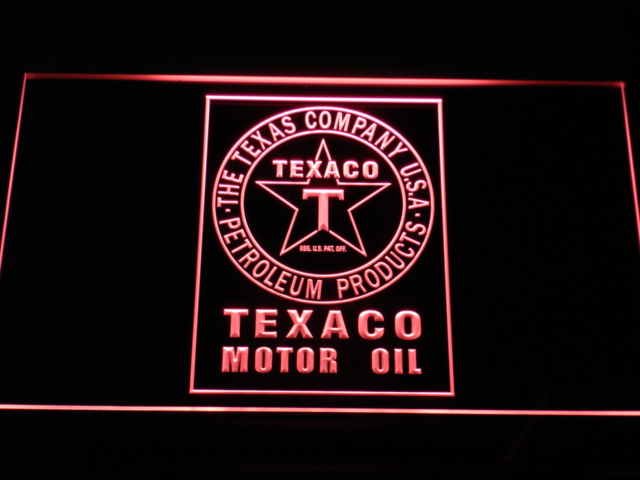 · THE TEXAS COMPANY U.S.A ·
TEXACO
T
REG. U.S. PAT. OFF.
PETROLEUM PRODUCTS
TEXACO
MOTOR OIL